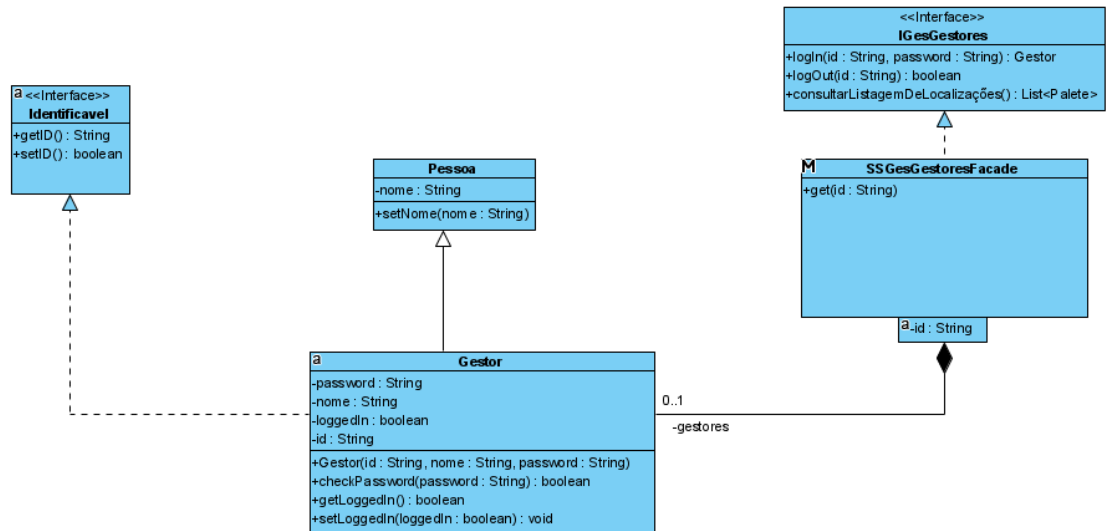 <<Interface>>
IGesGestores
+logIn(id : String, password : String) : Gestor
+logOut(id : String) : boolean
+consultarListagemDeLocalizações() : List<Palete>
a
<<Interface>>
Identificavel
+getID() : String
+setID() : boolean
Pessoa
-nome : String
+setNome(nome : String)
M
SSGesGestoresFacade
+get(id : String)
a
-id : String
a
Gestor
-password : String
-nome : String
-loggedIn : boolean
-id : String
+Gestor(id : String, nome : String, password : String)
+checkPassword(password : String) : boolean
+getLoggedIn() : boolean
+setLoggedIn(loggedIn : boolean) : void
0..1
-gestores